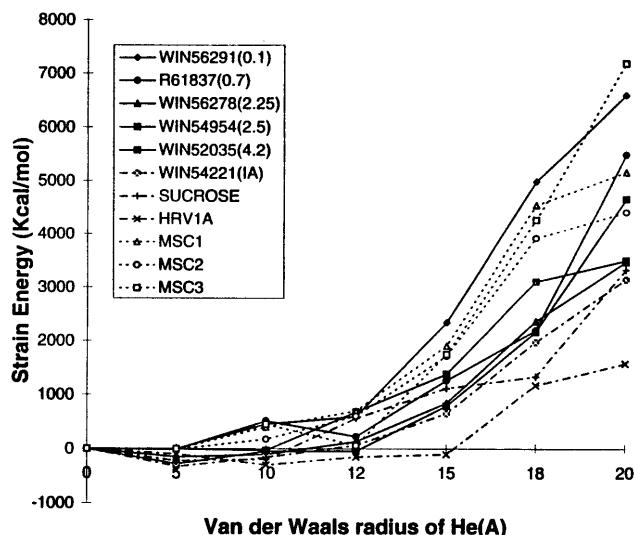 8000
7000
6000
5000
4000
3000
2000
1000
0
-1000
Strain Energy (Kcal/mol)
WIN56291(0.1)
R61837(0.7)
WIN56278(2.25)
WIN54954(2.5)
WIN52035(4.2)
WIN54221(IA)
SUCROSE
HRV1A
MSC1
MSC2
MSC3
0 5 10 12 15 18 20
Van der Waals radius of He(A)